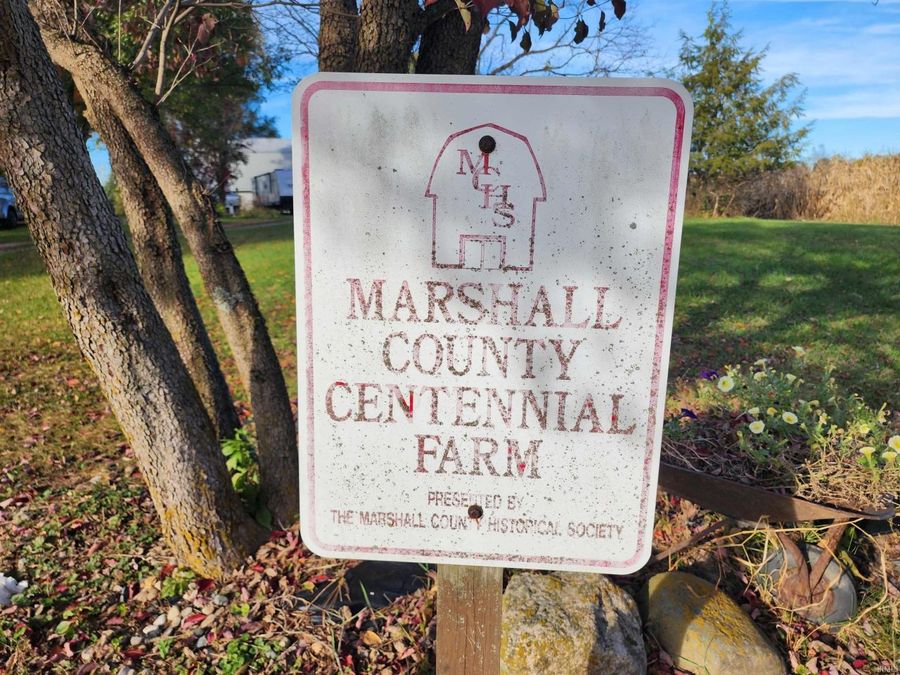 MCHS
MARSHALL
COUNTY
CENTENNIAL
FARM
PRESENTED BY
THE MARSHALL COUNTY HISTORICAL SOCIETY